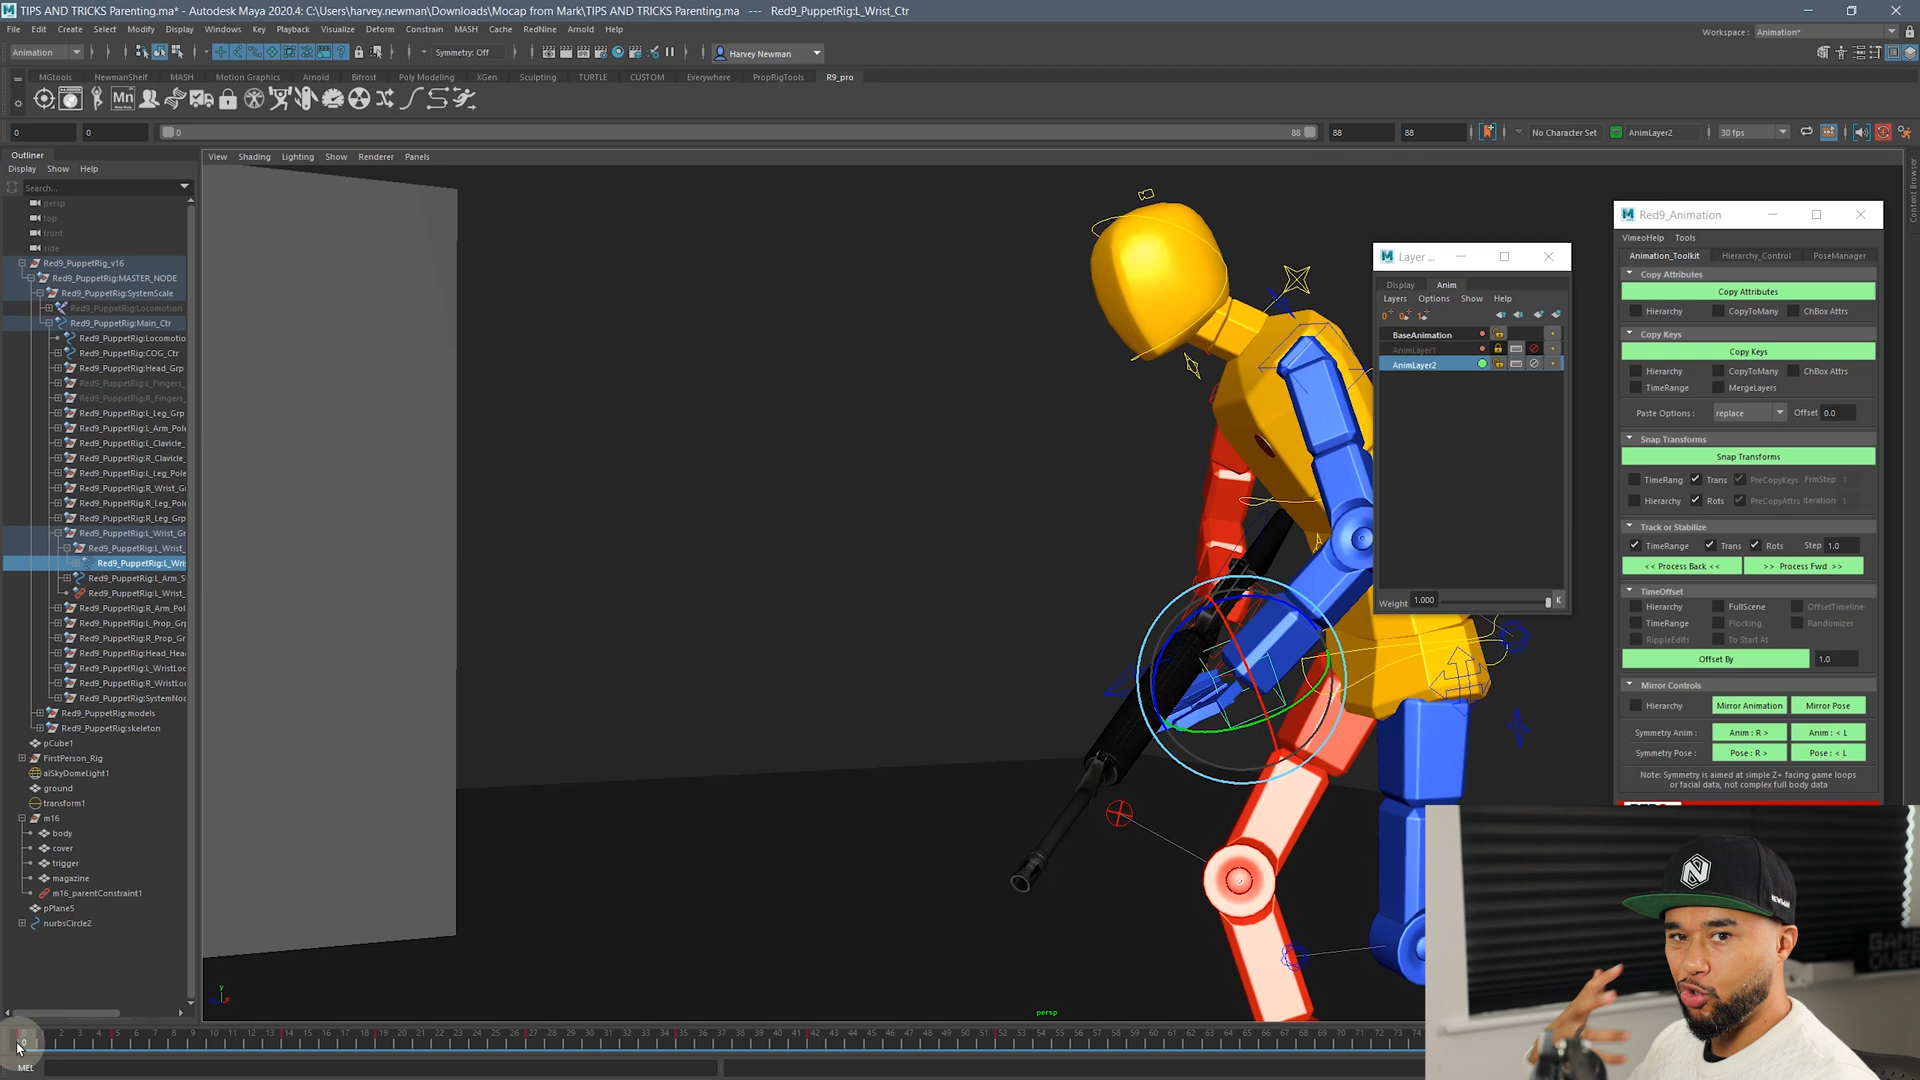 TIPS AND TRICKS Parenting.ma* - Autodesk Maya 2020.4: C:\Users\harvey.newman\Downloads\Mocap from Mark\TIPS AND TRICKS Parenting.ma --- Red9_PuppetRig:L_Wrist_Ctr
File Edit Create Select Modify Display Windows Key Playback Visualize Deform Constrain MASH Cache RedNine Arnold Help
Workspace : Animation*
Animation
Symmetry: Off
Harvey Newman
MGtools NewmanShelf MASH Motion Graphics Arnold Bifrost Poly Modeling XGen Sculpting TURTLE CUSTOM Everywhere PropRigTools R9_pro
Mn
0 0 0 88 88 88 No Character Set AnimLayer2 30 fps
Outliner
Display Show Help
Search...
persp
top
front
side
Red9_PuppetRig_v16
Red9_PuppetRig:MASTER_NODE
Red9_PuppetRig:SystemScale
Red9_PuppetRig:Locomotion
Red9_PuppetRig:Main_Ctr
Red9_PuppetRig:Locomotio
Red9_PuppetRig:COG_Ctr
Red9_PuppetRig:Head_Grp
Red9_PuppetRig:L_Fingers_
Red9_PuppetRig:R_Fingers_
Red9_PuppetRig:L_Leg_Grp
Red9_PuppetRig:L_Arm_Pole
Red9_PuppetRig:L_Clavicle_
Red9_PuppetRig:R_Clavicle_
Red9_PuppetRig:L_Leg_Pole
Red9_PuppetRig:R_Wrist_Gr
Red9_PuppetRig:R_Leg_Pol
Red9_PuppetRig:R_Leg_Grp
Red9_PuppetRig:L_Wrist_Gr
Red9_PuppetRig:L_Wrist_
Red9_PuppetRig:L_Wri
Red9_PuppetRig:L_Arm_S
Red9_PuppetRig:L_Wrist_
Red9_PuppetRig:R_Arm_Pol
Red9_PuppetRig:L_Prop_Grp
Red9_PuppetRig:R_Prop_Gr
Red9_PuppetRig:Head_Hea
Red9_PuppetRig:L_WristLoc
Red9_PuppetRig:R_WristLoc
Red9_PuppetRig:SystemNoc
Red9_PuppetRig:models
Red9_PuppetRig:skeleton
pCube1
FirstPerson_Rig
aiSkyDomeLight1
ground
transform1
m16
body
cover
trigger
magazine
m16_parentConstraint1
pPlane5
nurbsCircle2
View Shading Lighting Show Renderer Panels
persp
Layer ...
Display Anim
Layers Options Show Help
BaseAnimation
AnimLayer1
AnimLayer2
Weight 1.000 K
Red9_Animation
VimeoHelp Tools
Animation_Toolkit Hierarchy_Control PoseManager
Copy Attributes
Copy Attributes
Hierarchy CopyToMany ChBox Attrs
Copy Keys
Copy Keys
Hierarchy CopyToMany ChBox Attrs
TimeRange MergeLayers
Paste Options : replace Offset 0.0
Snap Transforms
Snap Transforms
TimeRang Trans PreCopyKeys FrmStep 1
Hierarchy Rots PreCopyAttrs Iteration 1
Track or Stabilize
TimeRange Trans Rots Step 1.0
<< Process Back << >> Process Fwd >>
TimeOffset
Hierarchy FullScene OffsetTimeline
TimeRange Flocking Randomizer
RippleEdits To Start At
Offset By 1.0
Mirror Controls
Hierarchy Mirror Animation Mirror Pose
Symmetry Anim : Anim : R > Anim : < L
Symmetry Pose : Pose : R > Pose : < L
Note: Symmetry is aimed at simple Z+ facing game loops
or facial data, not complex full body data
GAME
OVER
MEL